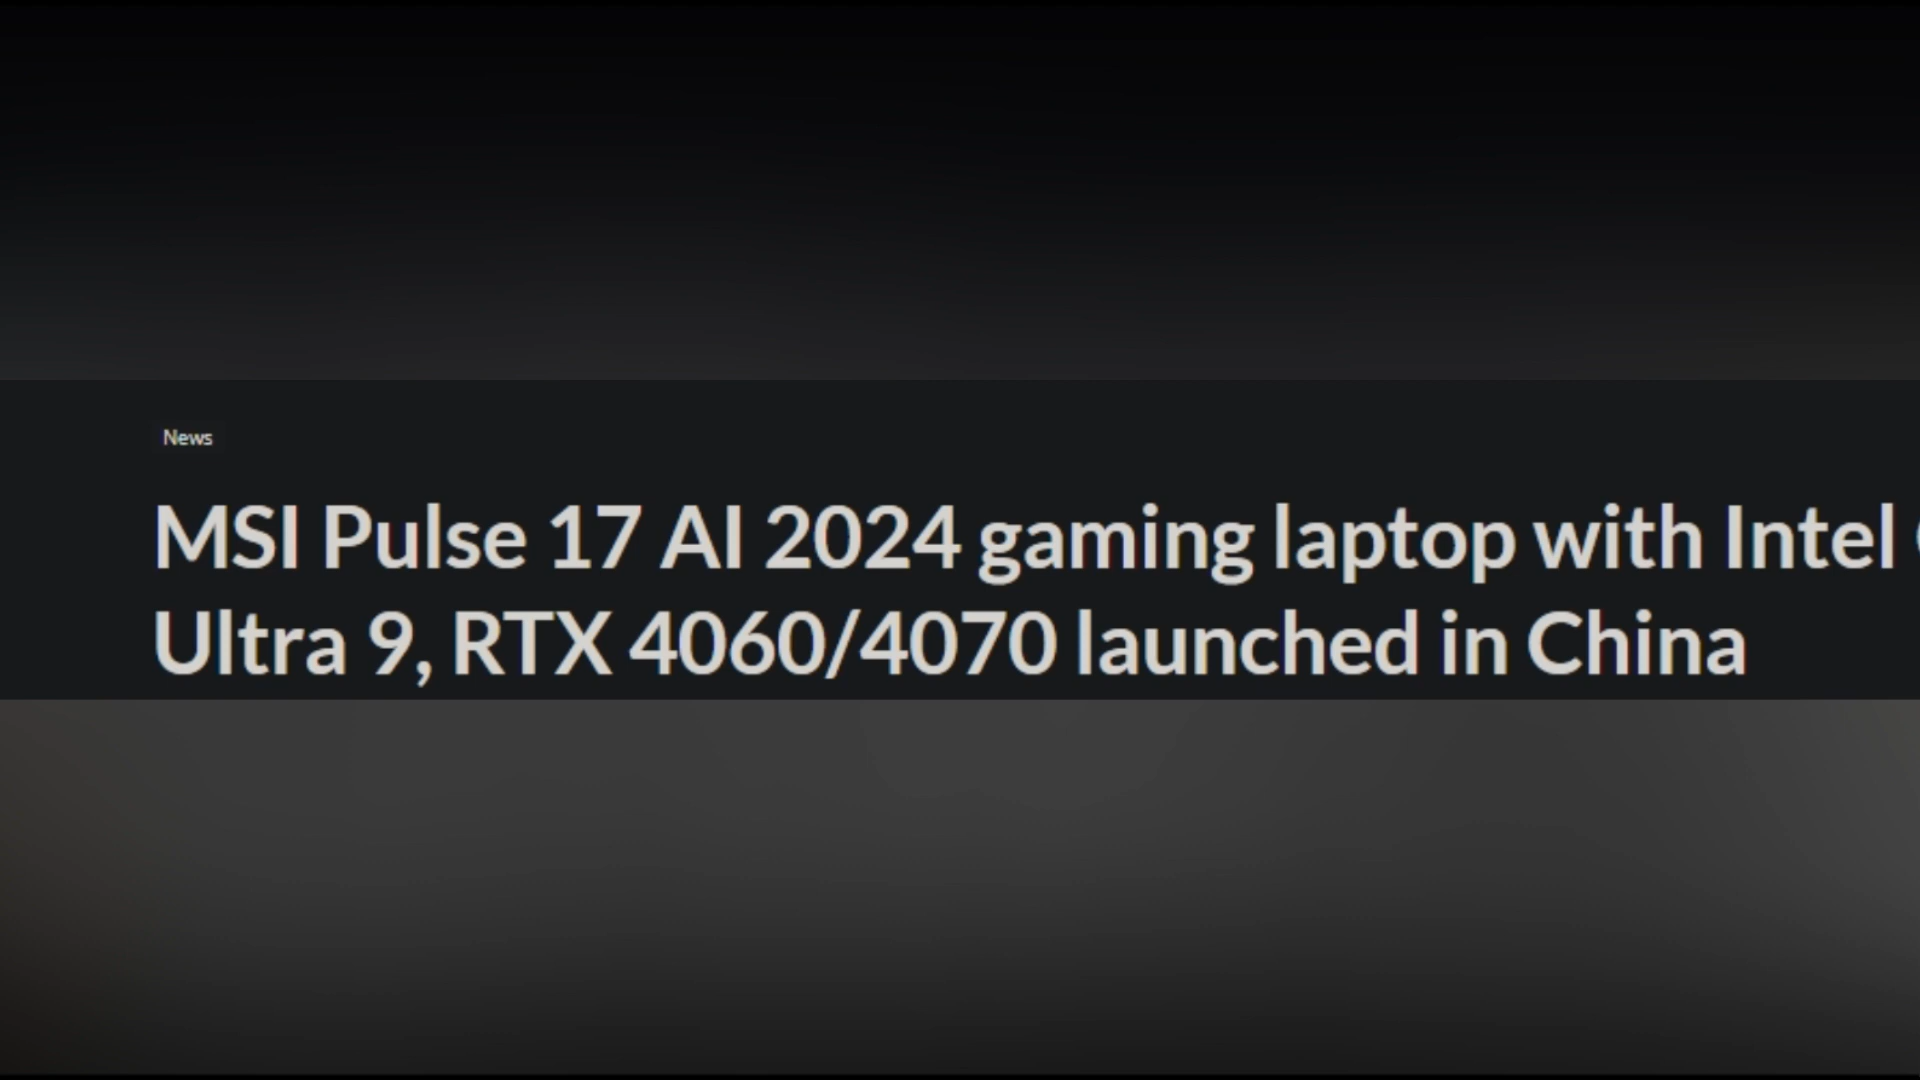 News
MSI Pulse 17 AI 2024 gaming laptop with Intel
Ultra 9, RTX 4060/4070 launched in China